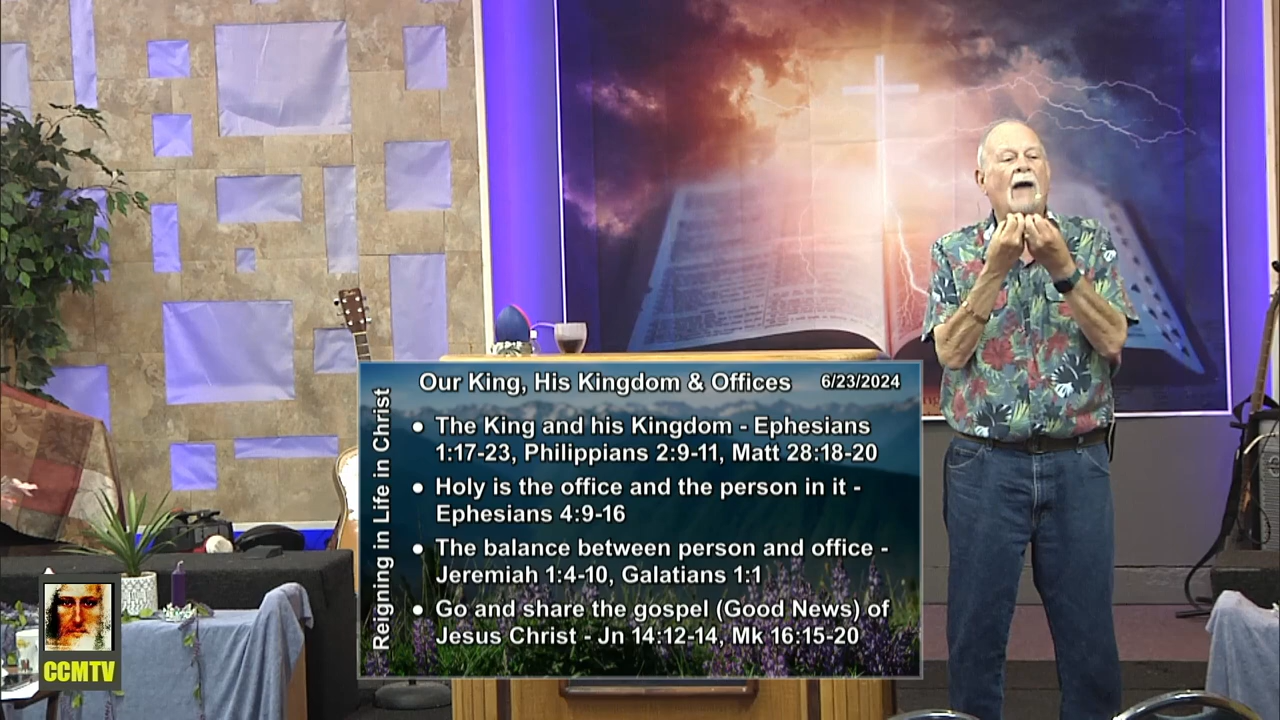 Our King, His Kingdom & Offices 6/23/2024
Reigning in Life in Christ
• The King and his Kingdom - Ephesians
1:17-23, Philippians 2:9-11, Matt 28:18-20
• Holy is the office and the person in it -
Ephesians 4:9-16
• The balance between person and office -
Jeremiah 1:4-10, Galatians 1:1
• Go and share the gospel (Good News) of
Jesus Christ - Jn 14:12-14, Mk 16:15-20
CCMTV